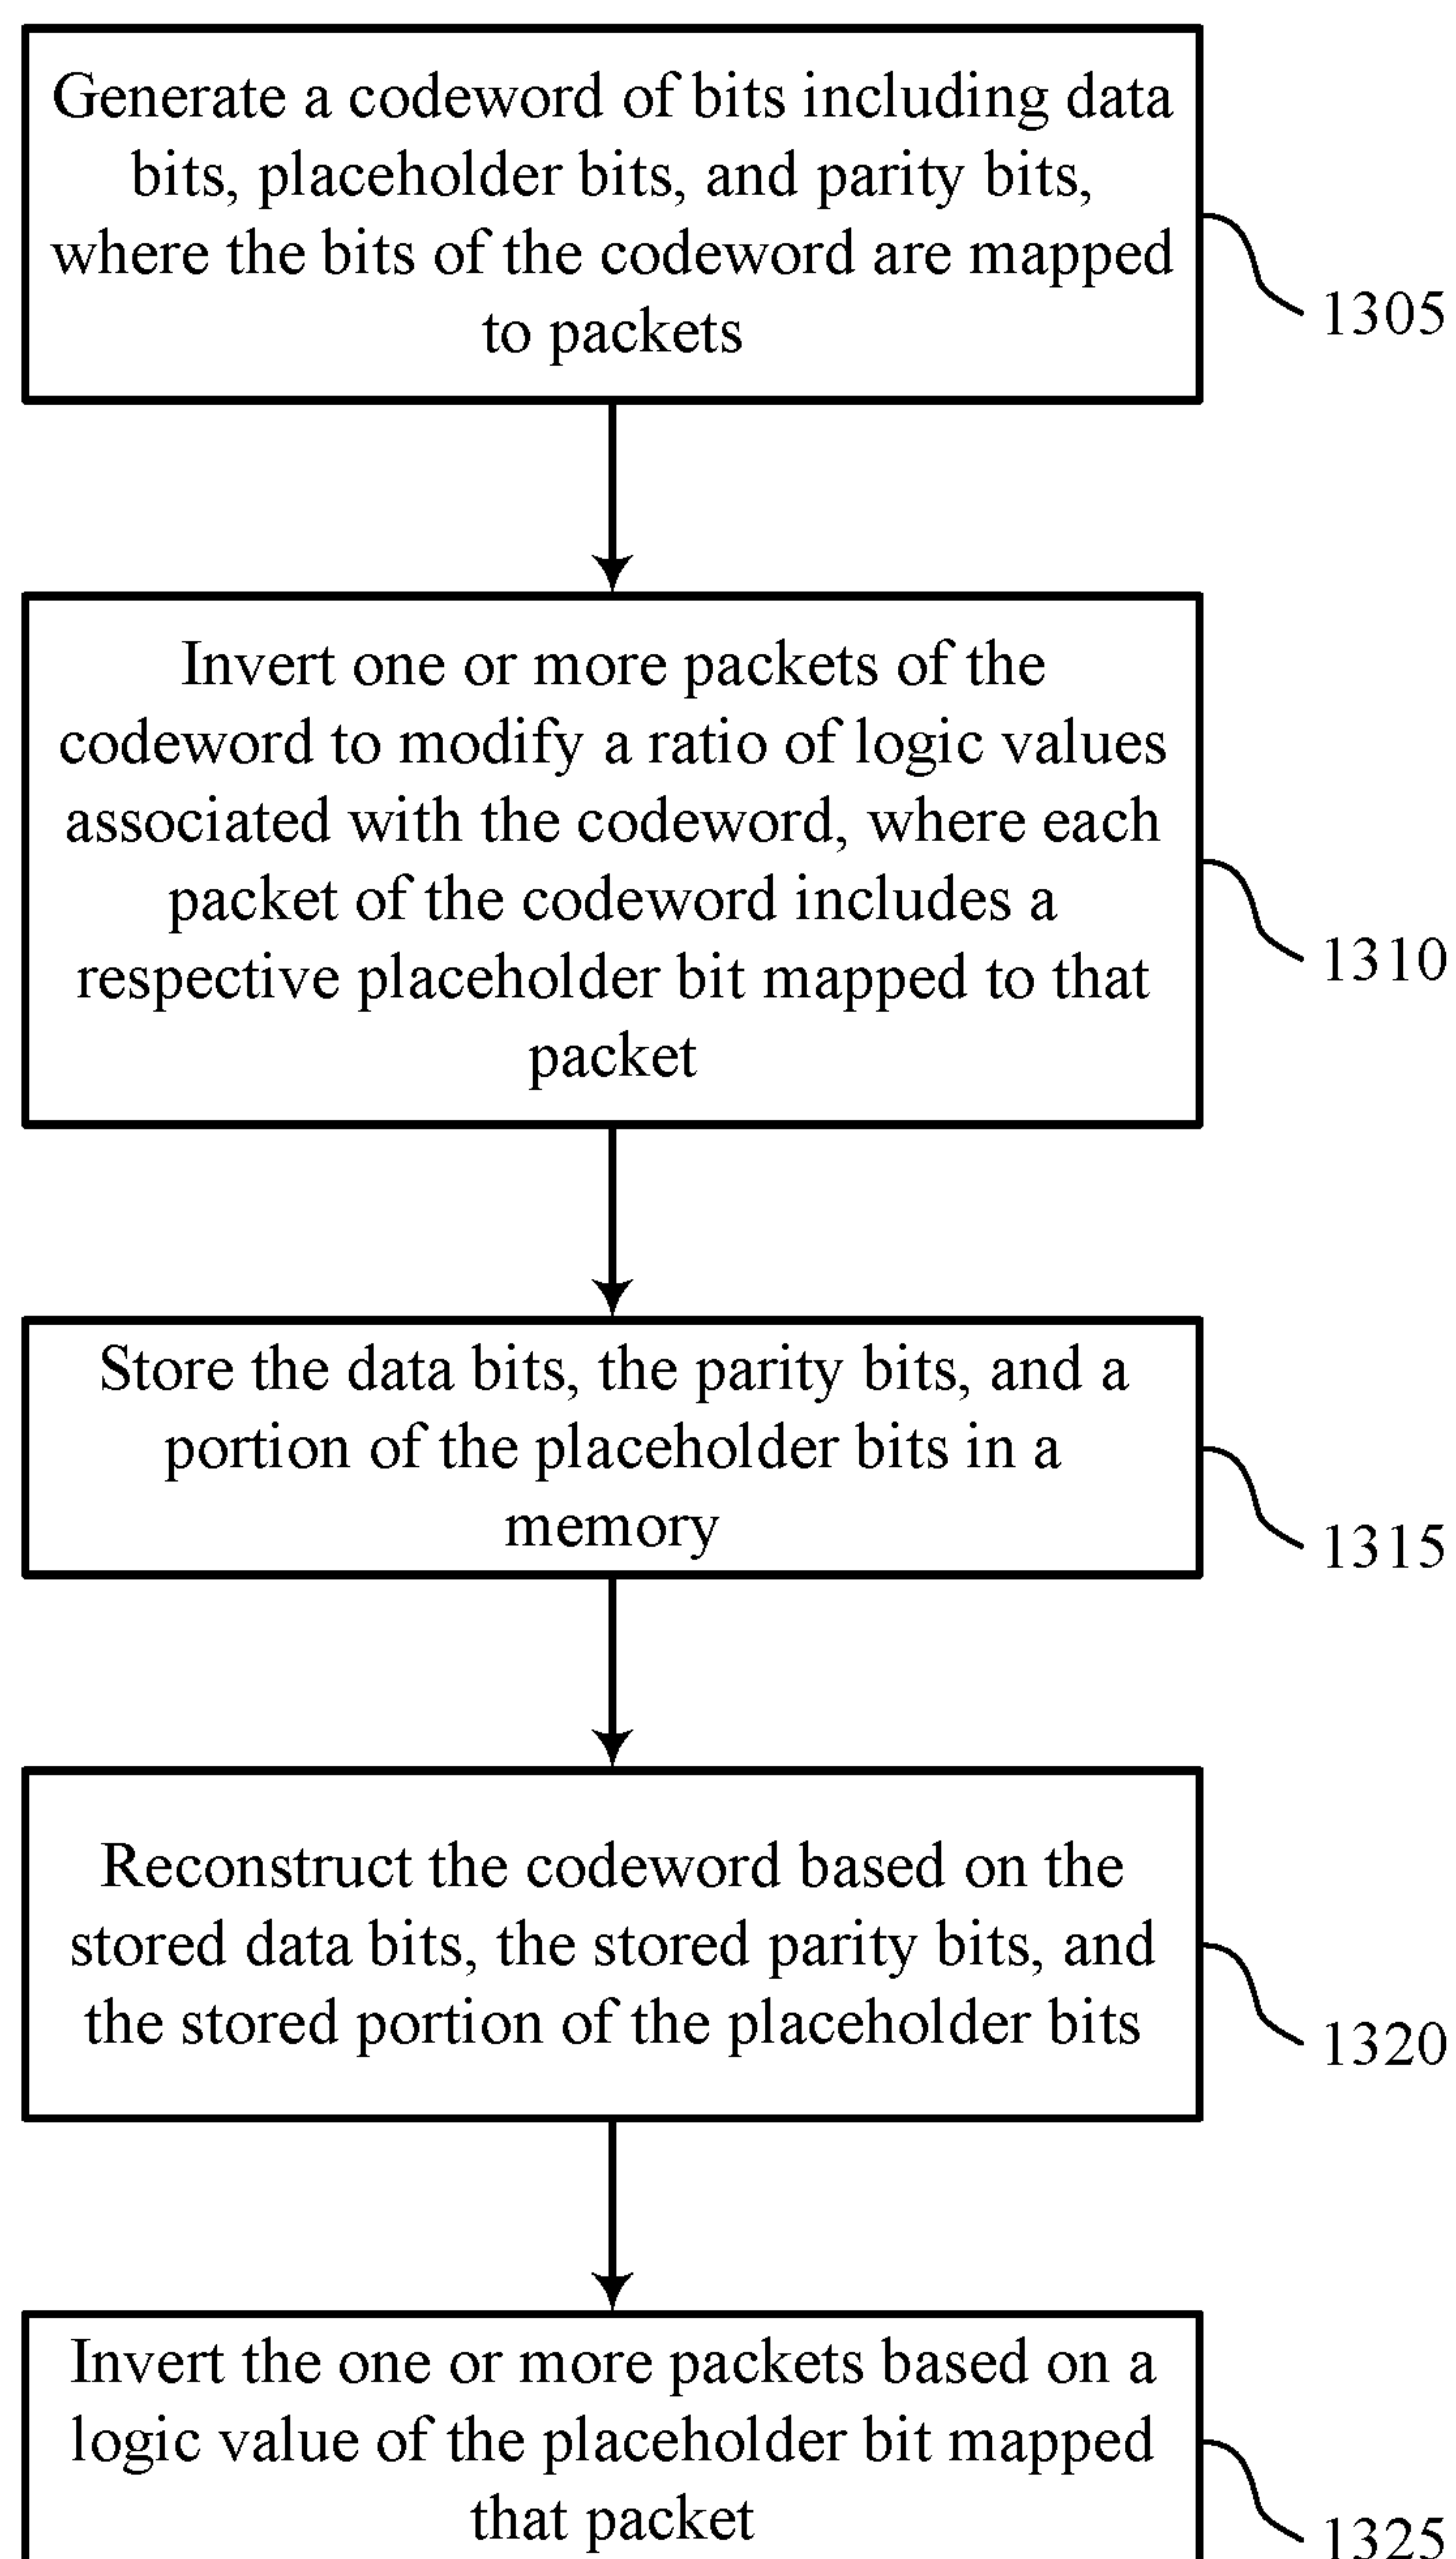 Generate a codeword of bits including data
bits, placeholder bits, and parity bits,
where the bits of the codeword are mapped
to packets
1305
Invert one or more packets of the
codeword to modify a ratio of logic values
associated with the codeword, where each
packet of the codeword includes a
respective placeholder bit mapped to that
packet
1310
Store the data bits, the parity bits, and a
portion of the placeholder bits in a
memory
1315
Reconstruct the codeword based on the
stored data bits, the stored parity bits, and
the stored portion of the placeholder bits
1320
Invert the one or more packets based on a
logic value of the placeholder bit mapped
that packet
1325